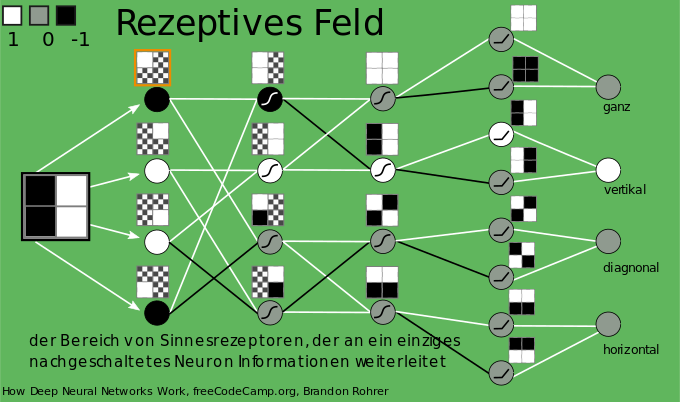 Rezeptives Feld
1 0 -1
ganz
vertikal
diagnonal
horizontal
der Bereich von Sinnesrezeptoren, der an ein einziges
nachgeschaltetes Neuron Informationen weiterleitet
How Deep Neural Networks Work, freeCodeCamp.org, Brandon Rohrer